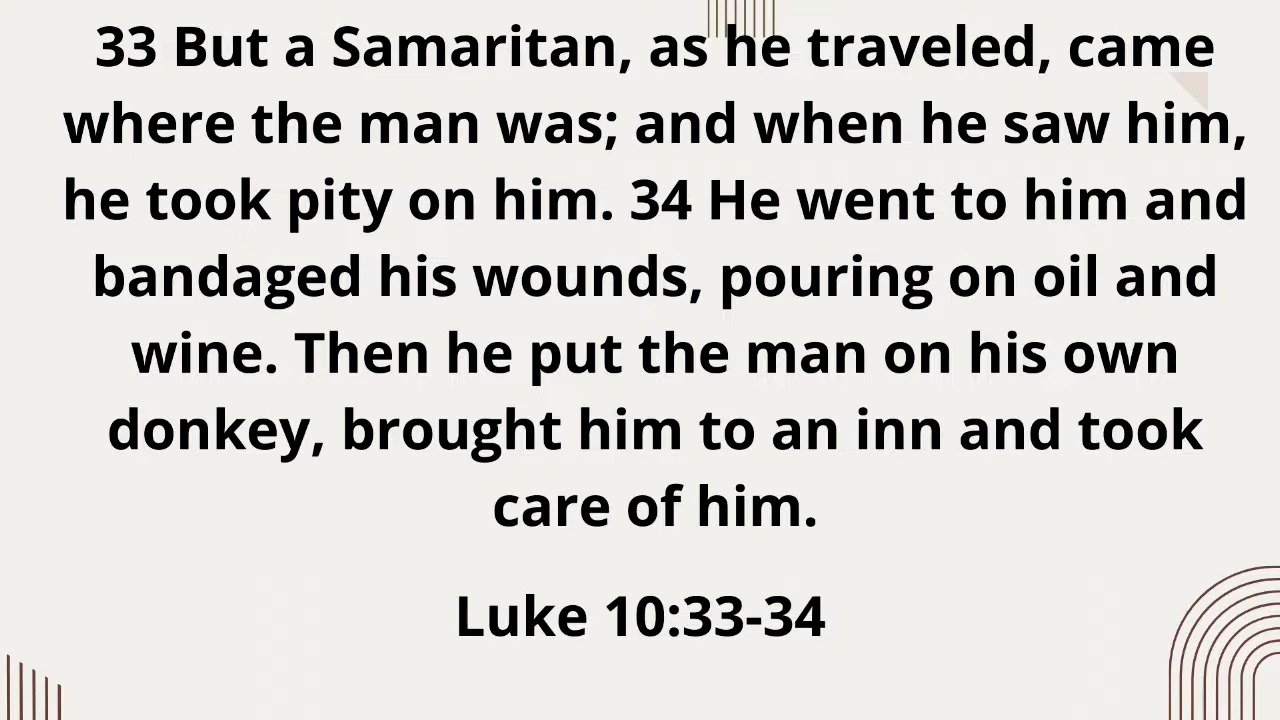 33 But a Samaritan, as he traveled, came
where the man was; and when he saw him,
he took pity on him. 34 He went to him and
bandaged his wounds, pouring on oil and
wine. Then he put the man on his own
donkey, brought him to an inn and took
care of him.
Luke 10:33-34